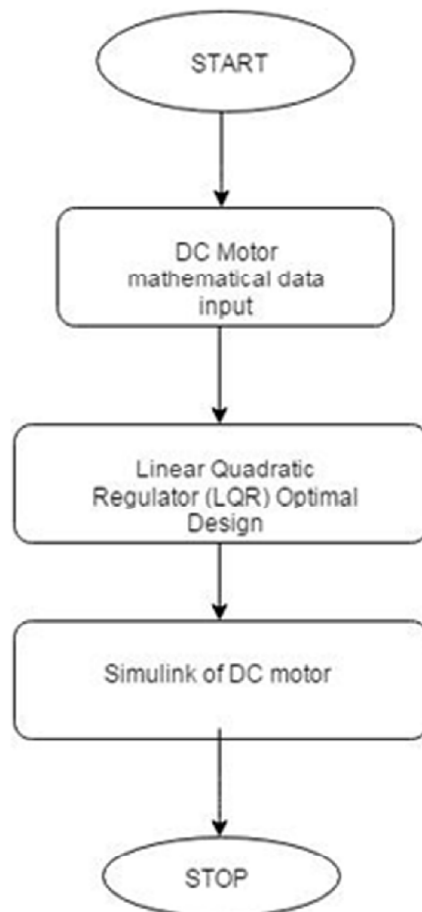 START
DC Motor
mathematical data
input
Linear Quadratic
Regulator (LQR) Optimal
Design
Simulink of DC motor
STOP